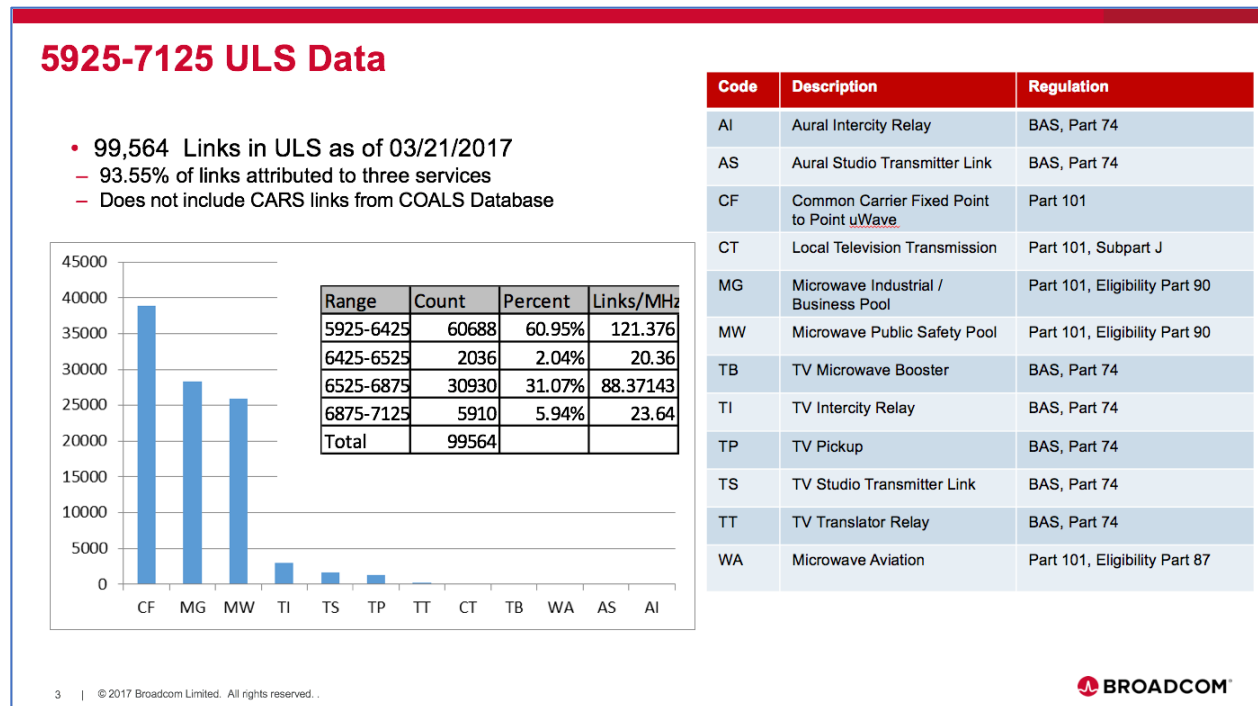 5925-7125 ULS Data
• 99,564 Links in ULS as of 03/21/2017
– 93.55% of links attributed to three services
– Does not include CARS links from COALS Database
45000
40000
35000
30000
25000
20000
15000
10000
5000
0
CF MG MW TI TS TP TT CT TB WA AS AI
Range Count Percent Links/MHz
5925-6425 60688 60.95% 121.376
6425-6525 2036 2.04% 20.36
6525-6875 30930 31.07% 88.37143
6875-7125 5910 5.94% 23.64
Total 99564
Code Description Regulation
AI Aural Intercity Relay BAS, Part 74
AS Aural Studio Transmitter Link BAS, Part 74
CF Common Carrier Fixed Point Part 101
to Point uWave
CT Local Television Transmission Part 101, Subpart J
MG Microwave Industrial / Part 101, Eligibility Part 90
Business Pool
MW Microwave Public Safety Pool Part 101, Eligibility Part 90
TB TV Microwave Booster BAS, Part 74
TI TV Intercity Relay BAS, Part 74
TP TV Pickup BAS, Part 74
TS TV Studio Transmitter Link BAS, Part 74
TT TV Translator Relay BAS, Part 74
WA Microwave Aviation Part 101, Eligibility Part 87
3 | © 2017 Broadcom Limited. All rights reserved. .
BROADCOM